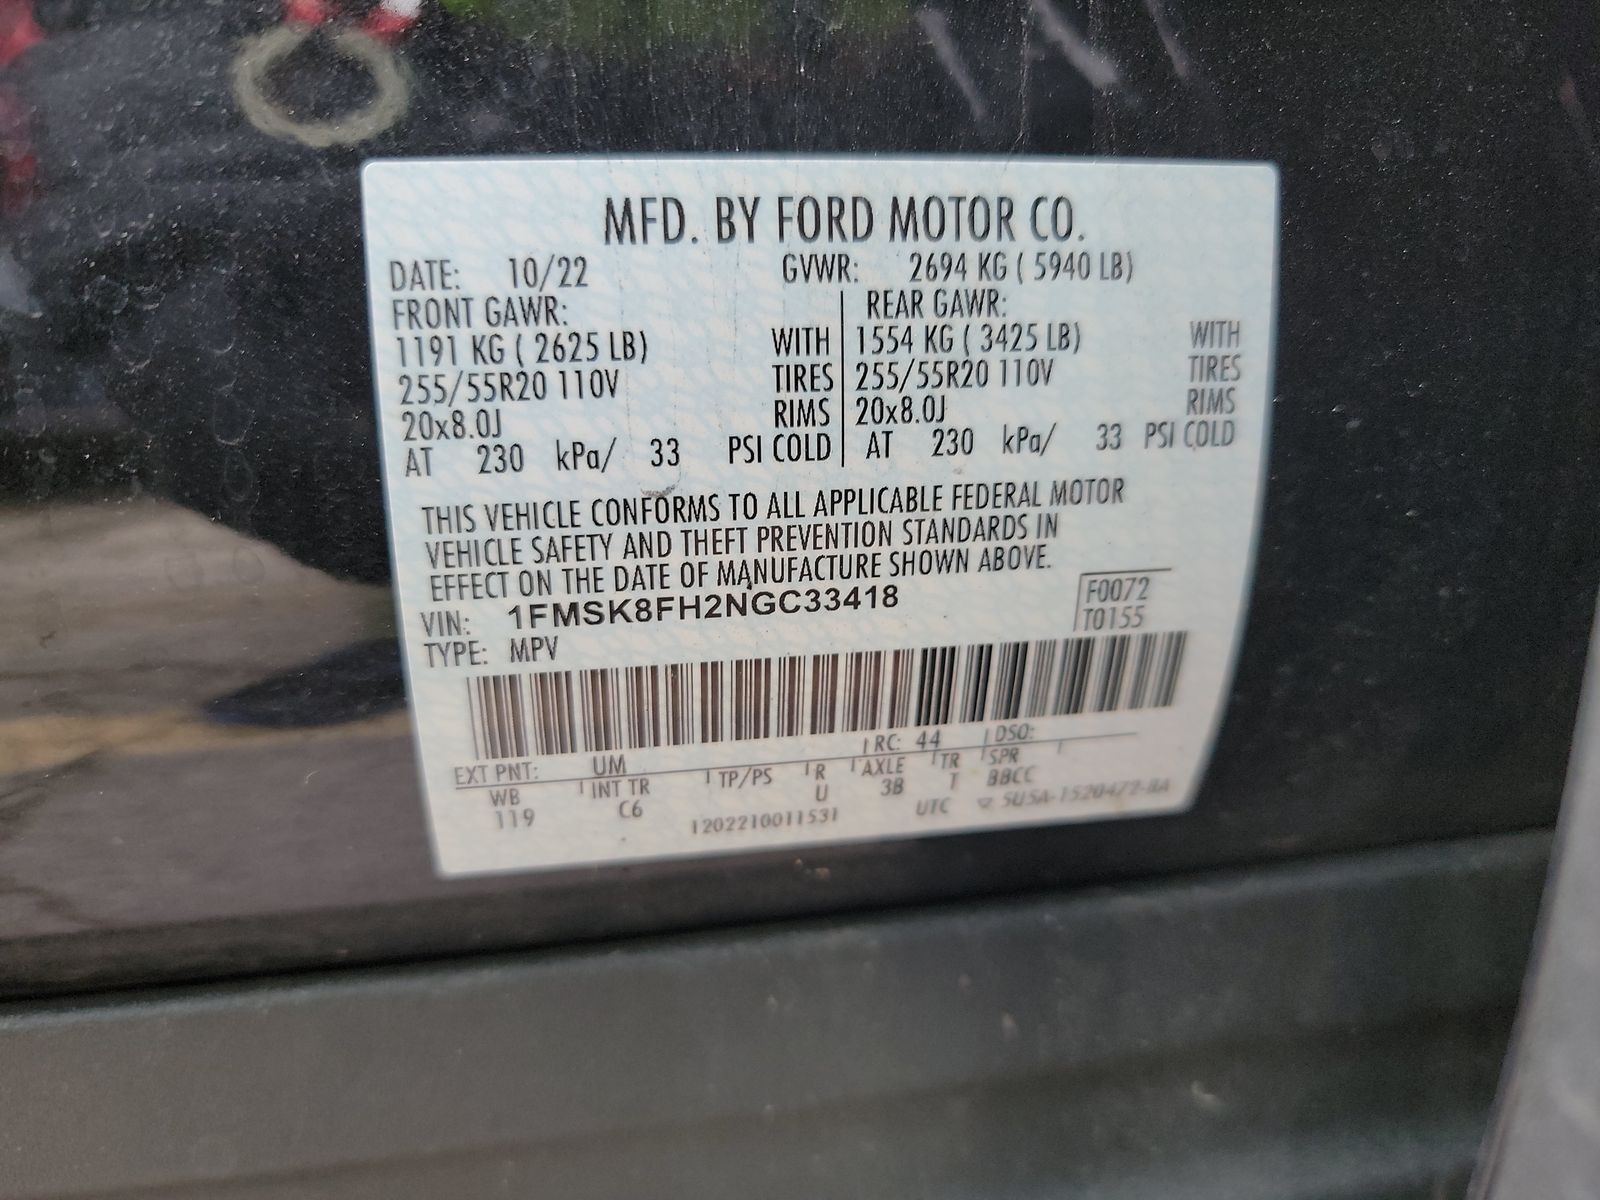 MFD. BY FORD MOTOR CO.
DATE: 10/22 GVWR: 2694 KG ( 5940 LB)
FRONT GAWR: REAR GAWR:
1191 KG ( 2625 LB) WITH 1554 KG ( 3425 LB) WITH
255/55R20 110V TIRES 255/55R20 110V TIRES
20x8.0J RIMS 20x8.0J RIMS
AT 230 kPa/ 33 PSI COLD AT 230 kPa/ 33 PSI COLD
THIS VEHICLE CONFORMS TO ALL APPLICABLE FEDERAL MOTOR
VEHICLE SAFETY AND THEFT PREVENTION STANDARDS IN
EFFECT ON THE DATE OF MANUFACTURE SHOWN ABOVE.
VIN: 1FMSK8FH2NGC33418 F0072
TYPE: MPV T0155
EXT PNT: UM RC: 44 DSO:
WB INT TR TP/PS R AXLE TR SPR
119 C6 U 3B T BBCC
1202210011531 UTC 5USA-1520472-BA